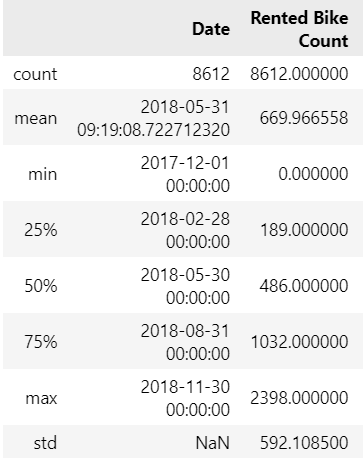 Date Rented Bike
Count
count 8612 8612.000000
mean 2018-05-31
09:19:08.722712320 669.966558
min 2017-12-01
00:00:00 0.000000
25% 2018-02-28
00:00:00 189.000000
50% 2018-05-30
00:00:00 486.000000
75% 2018-08-31
00:00:00 1032.000000
max 2018-11-30
00:00:00 2398.000000
std NaN 592.108500